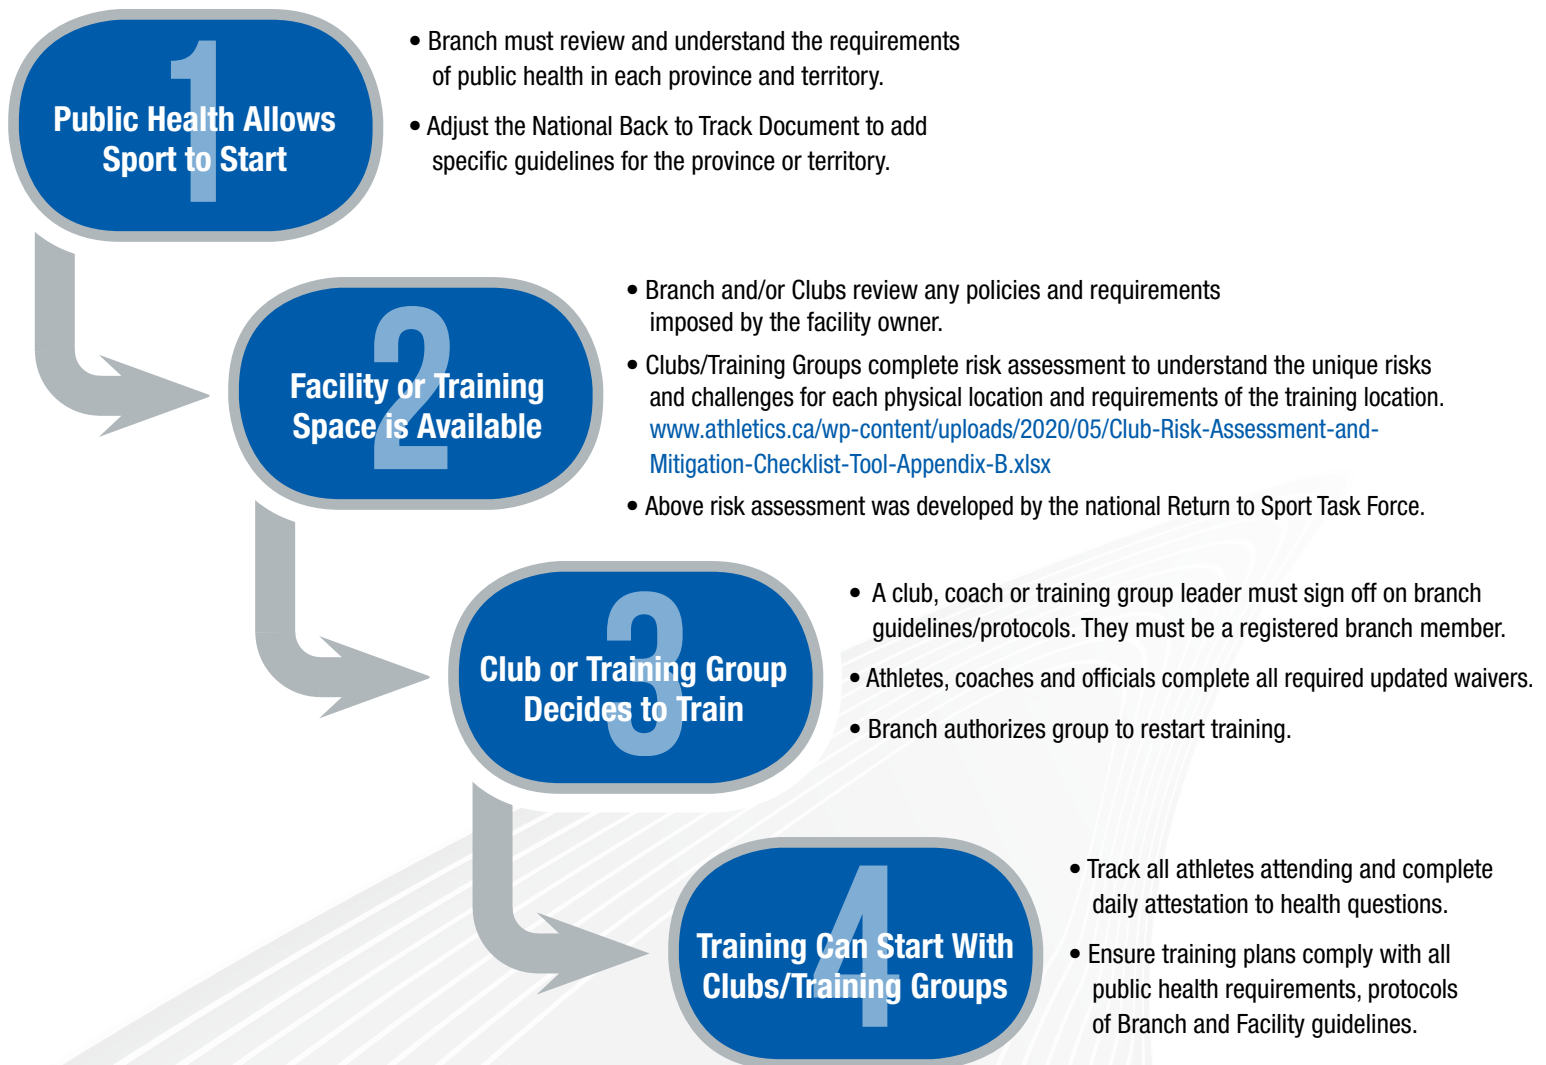 1
Public Health Allows
Sport to Start
• Branch must review and understand the requirements
of public health in each province and territory.
• Adjust the National Back to Track Document to add
specific guidelines for the province or territory.
2
Facility or Training
Space is Available
• Branch and/or Clubs review any policies and requirements
imposed by the facility owner.
• Clubs/Training Groups complete risk assessment to understand the unique risks
and challenges for each physical location and requirements of the training location.
www.athletics.ca/wp-content/uploads/2020/05/Club-Risk-Assessment-and-
Mitigation-Checklist-Tool-Appendix-B.xlsx
• Above risk assessment was developed by the national Return to Sport Task Force.
3
Club or Training Group
Decides to Train
• A club, coach or training group leader must sign off on branch
guidelines/protocols. They must be a registered branch member.
• Athletes, coaches and officials complete all required updated waivers.
• Branch authorizes group to restart training.
4
Training Can Start With
Clubs/Training Groups
• Track all athletes attending and complete
daily attestation to health questions.
• Ensure training plans comply with all
public health requirements, protocols
of Branch and Facility guidelines.